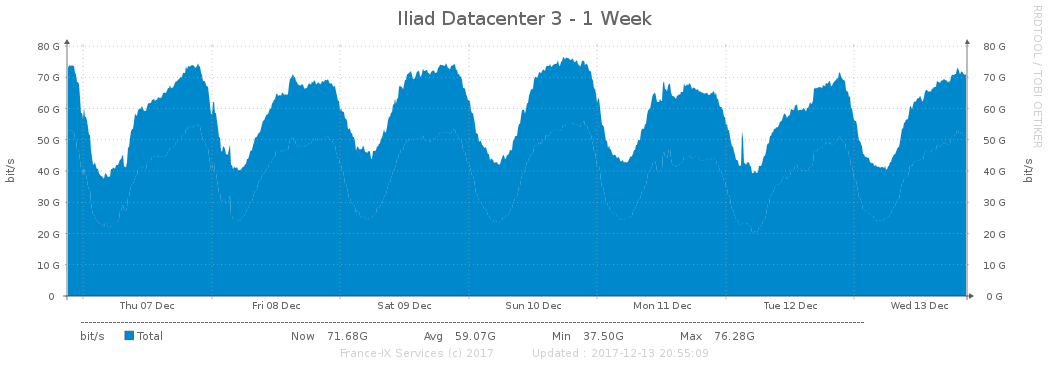 Iliad Datacenter 3 - 1 Week
RRDTOOL / TOBI OETIKER
80 G 80 G
70 G 70 G
60 G 60 G
50 G 50 G
40 G 40 G
30 G 30 G
20 G 20 G
10 G 10 G
0 0 G
bit/s
bit/s
Thu 07 Dec Fri 08 Dec Sat 09 Dec Sun 10 Dec Mon 11 Dec Tue 12 Dec Wed 13 Dec
bit/s Total Now 71.68G Avg 59.07G Min 37.50G Max 76.28G
France-IX Services (c) 2017 Updated : 2017-12-13 20:55:09